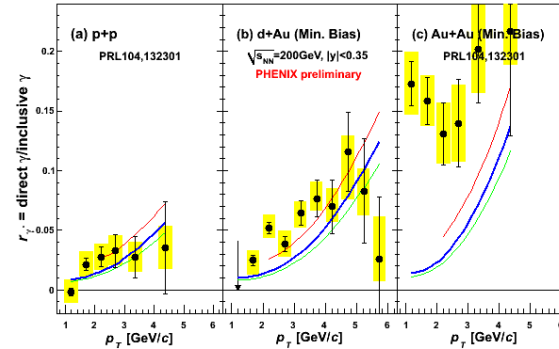 (a) p+p
PRL104,132301
(b) d+Au (Min. Bias)
√sNN=200GeV, |y|<0.35
PHENIX preliminary
(c) Au+Au (Min. Bias)
PRL104,132301
rγ* = direct γ/inclusive γ
0.2
0.15
0.1
0.05
0
1 2 3 4 5 6
1 2 3 4 5 6
1 2 3 4 5 6
pT [GeV/c]
pT [GeV/c]
pT [GeV/c]